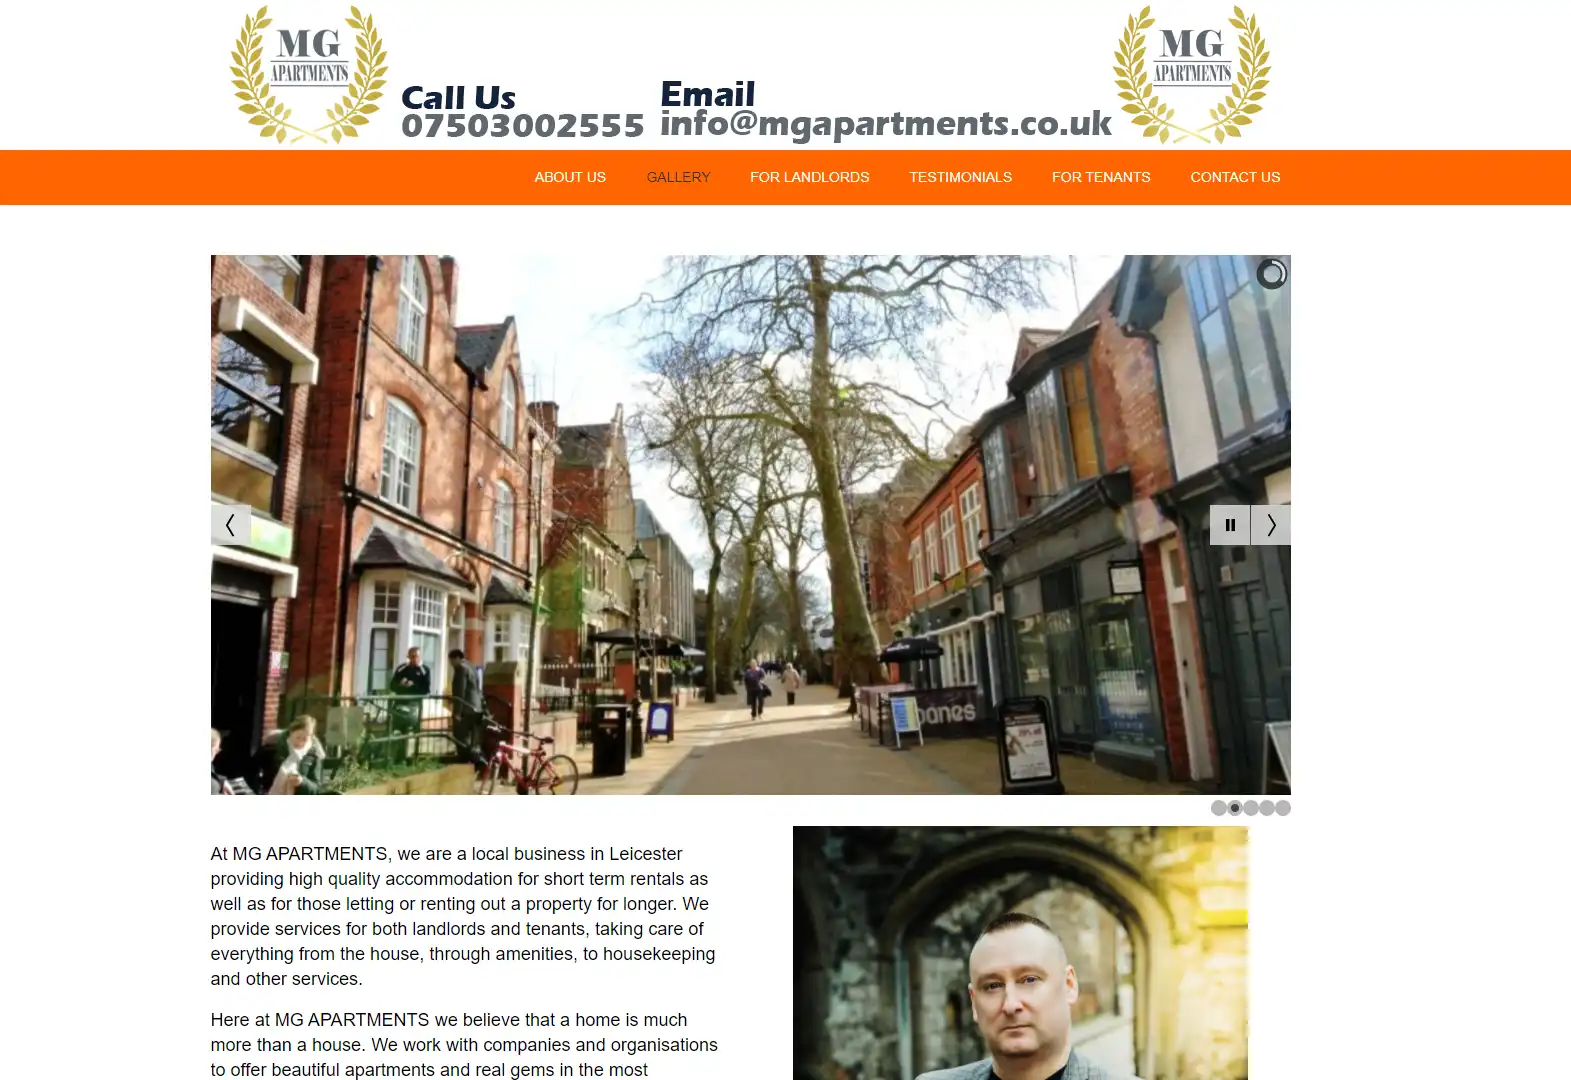 MG
APARTMENTS
Call Us
07503002555
Email
info@mgapartments.co.uk
MG
APARTMENTS
ABOUT US
GALLERY
FOR LANDLORDS
TESTIMONIALS
FOR TENANTS
CONTACT US
At MG APARTMENTS, we are a local business in Leicester
providing high quality accommodation for short term rentals as
well as for those letting or renting out a property for longer. We
provide services for both landlords and tenants, taking care of
everything from the house, through amenities, to housekeeping
and other services.
Here at MG APARTMENTS we believe that a home is much
more than a house. We work with companies and organisations
to offer beautiful apartments and real gems in the most